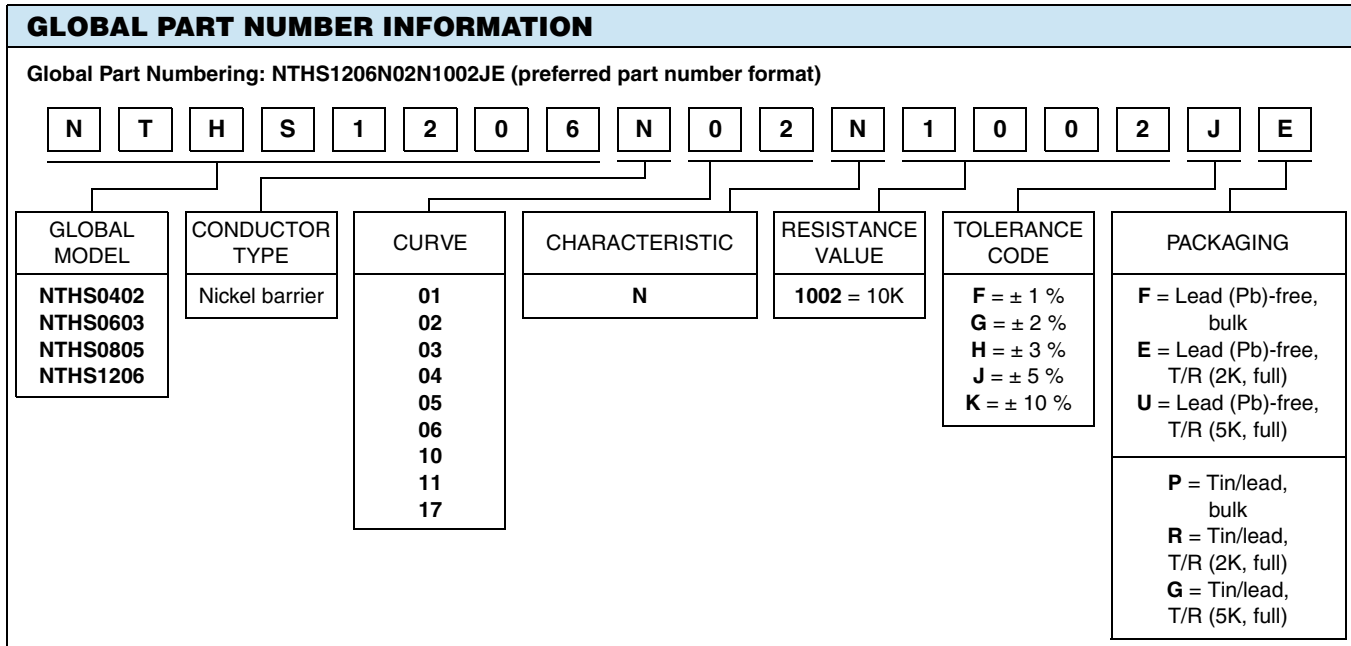 GLOBAL PART NUMBER INFORMATION
Global Part Numbering: NTHS1206N02N1002JE (preferred part number format)
N T H S 1 2 0 6 N 0 2 N 1 0 0 2 J E
GLOBAL
MODEL
NTHS0402
NTHS0603
NTHS0805
NTHS1206
CONDUCTOR
TYPE
Nickel barrier
CURVE
01
02
03
04
05
06
10
11
17
CHARACTERISTIC
N
RESISTANCE
VALUE
1002 = 10K
TOLERANCE
CODE
F = ± 1 %
G = ± 2 %
H = ± 3 %
J = ± 5 %
K = ± 10 %
PACKAGING
F = Lead (Pb)-free,
bulk
E = Lead (Pb)-free,
T/R (2K, full)
U = Lead (Pb)-free,
T/R (5K, full)
P = Tin/lead,
bulk
R = Tin/lead,
T/R (2K, full)
G = Tin/lead,
T/R (5K, full)